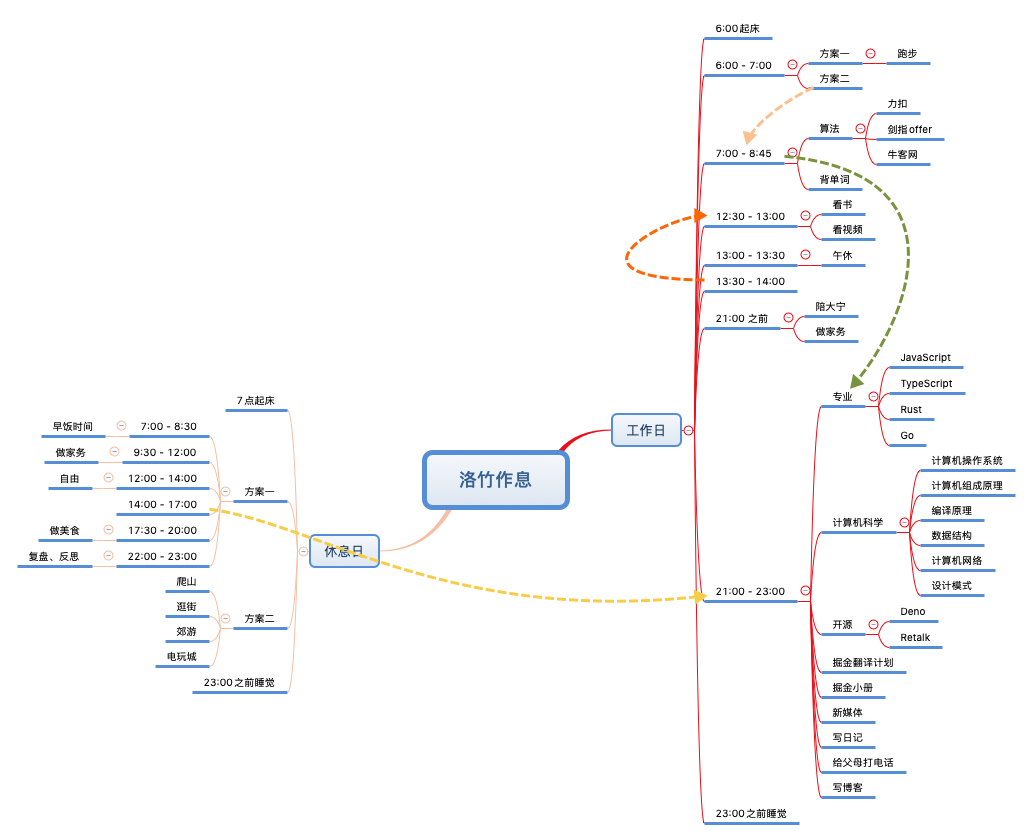 洛竹作息
工作日
6:00起床
6:00 - 7:00
方案一
跑步
方案二
7:00 - 8:45
算法
力扣
剑指offer
牛客网
背单词
12:30 - 13:00
看书
看视频
13:00 - 13:30
午休
13:30 - 14:00
21:00 之前
陪大宁
做家务
21:00 - 23:00
专业
JavaScript
TypeScript
Rust
Go
计算机科学
计算机操作系统
计算机组成原理
编译原理
数据结构
计算机网络
设计模式
开源
Deno
Retalk
掘金翻译计划
掘金小册
新媒体
写日记
给父母打电话
写博客
23:00之前睡觉
休息日
7点起床
方案一
7:00 - 8:30
早饭时间
9:30 - 12:00
做家务
12:00 - 14:00
自由
14:00 - 17:00
17:30 - 20:00
做美食
22:00 - 23:00
复盘、反思
方案二
爬山
逛街
郊游
电玩城
23:00之前睡觉